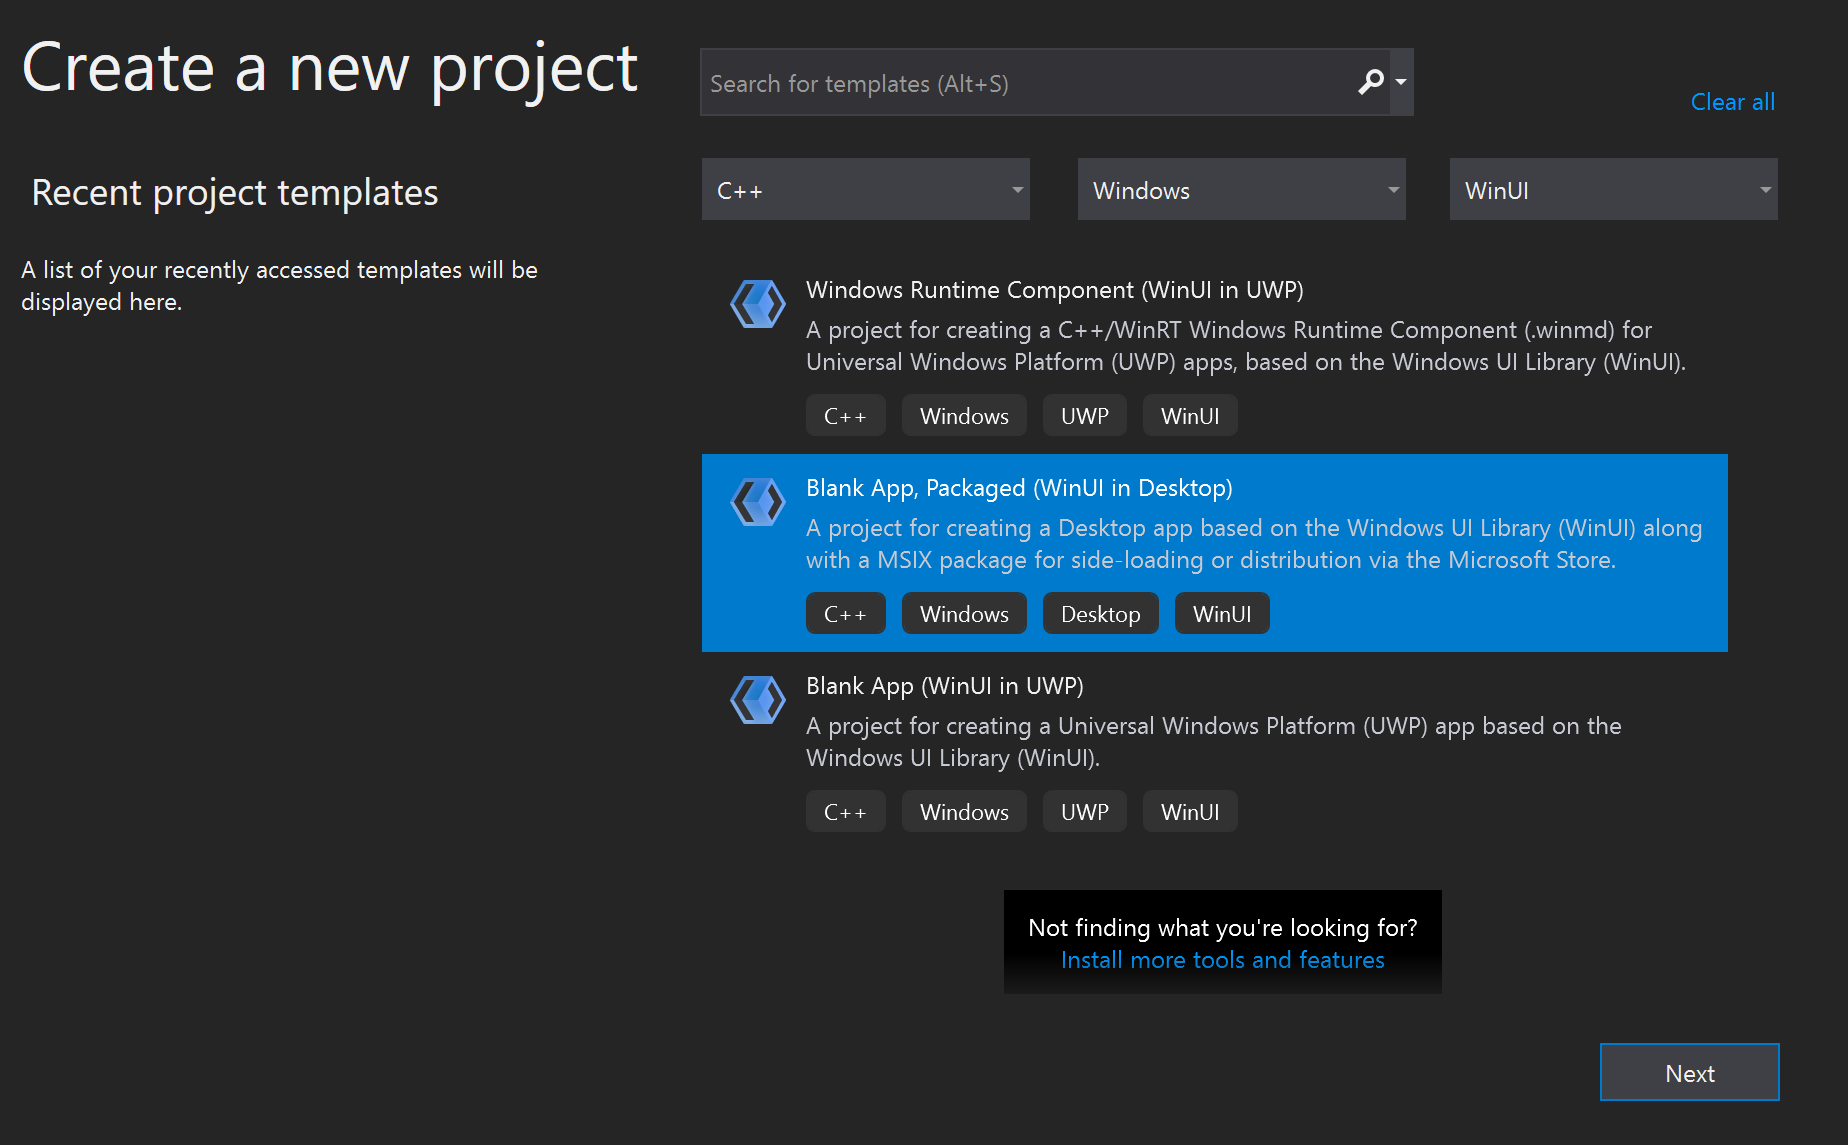 Create a new project
Search for templates (Alt+S)
Clear all
Recent project templates
A list of your recently accessed templates will be
displayed here.
C++
Windows
WinUI
Windows Runtime Component (WinUI in UWP)
A project for creating a C++/WinRT Windows Runtime Component (.winmd) for
Universal Windows Platform (UWP) apps, based on the Windows UI Library (WinUI).
C++ Windows UWP WinUI
Blank App, Packaged (WinUI in Desktop)
A project for creating a Desktop app based on the Windows UI Library (WinUI) along
with a MSIX package for side-loading or distribution via the Microsoft Store.
C++ Windows Desktop WinUI
Blank App (WinUI in UWP)
A project for creating a Universal Windows Platform (UWP) app based on the
Windows UI Library (WinUI).
C++ Windows UWP WinUI
Not finding what you're looking for?
Install more tools and features
Next